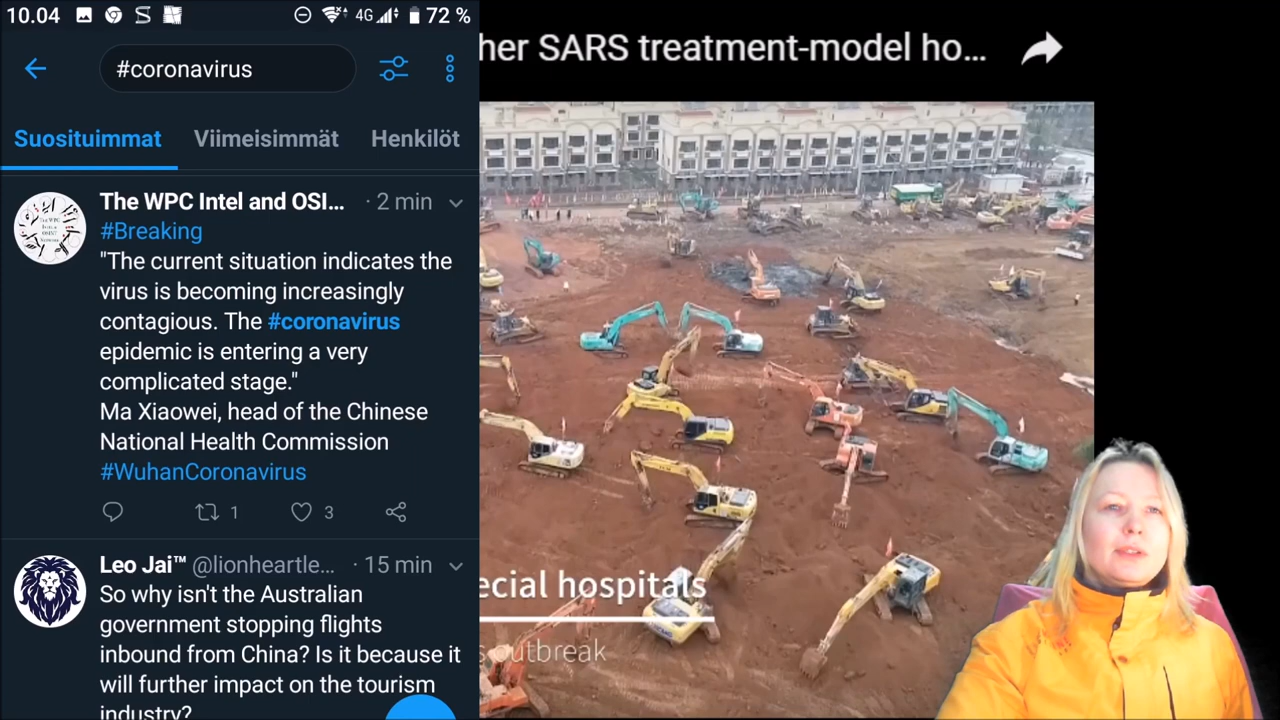 10.04
4G
72 %
#coronavirus
Suosituimmat
Viimeisimmät
Henkilöt
The WPC Intel and OSI... · 2 min
#Breaking
"The current situation indicates the
virus is becoming increasingly
contagious. The #coronavirus
epidemic is entering a very
complicated stage."
Ma Xiaowei, head of the Chinese
National Health Commission
#WuhanCoronavirus
1
3
Leo Jai™ @lionheartle... · 15 min
So why isn't the Australian
government stopping flights
inbound from China? Is it because it
will further impact on the tourism
industry?
her SARS treatment-model ho...
ecial hospitals
s outbreak